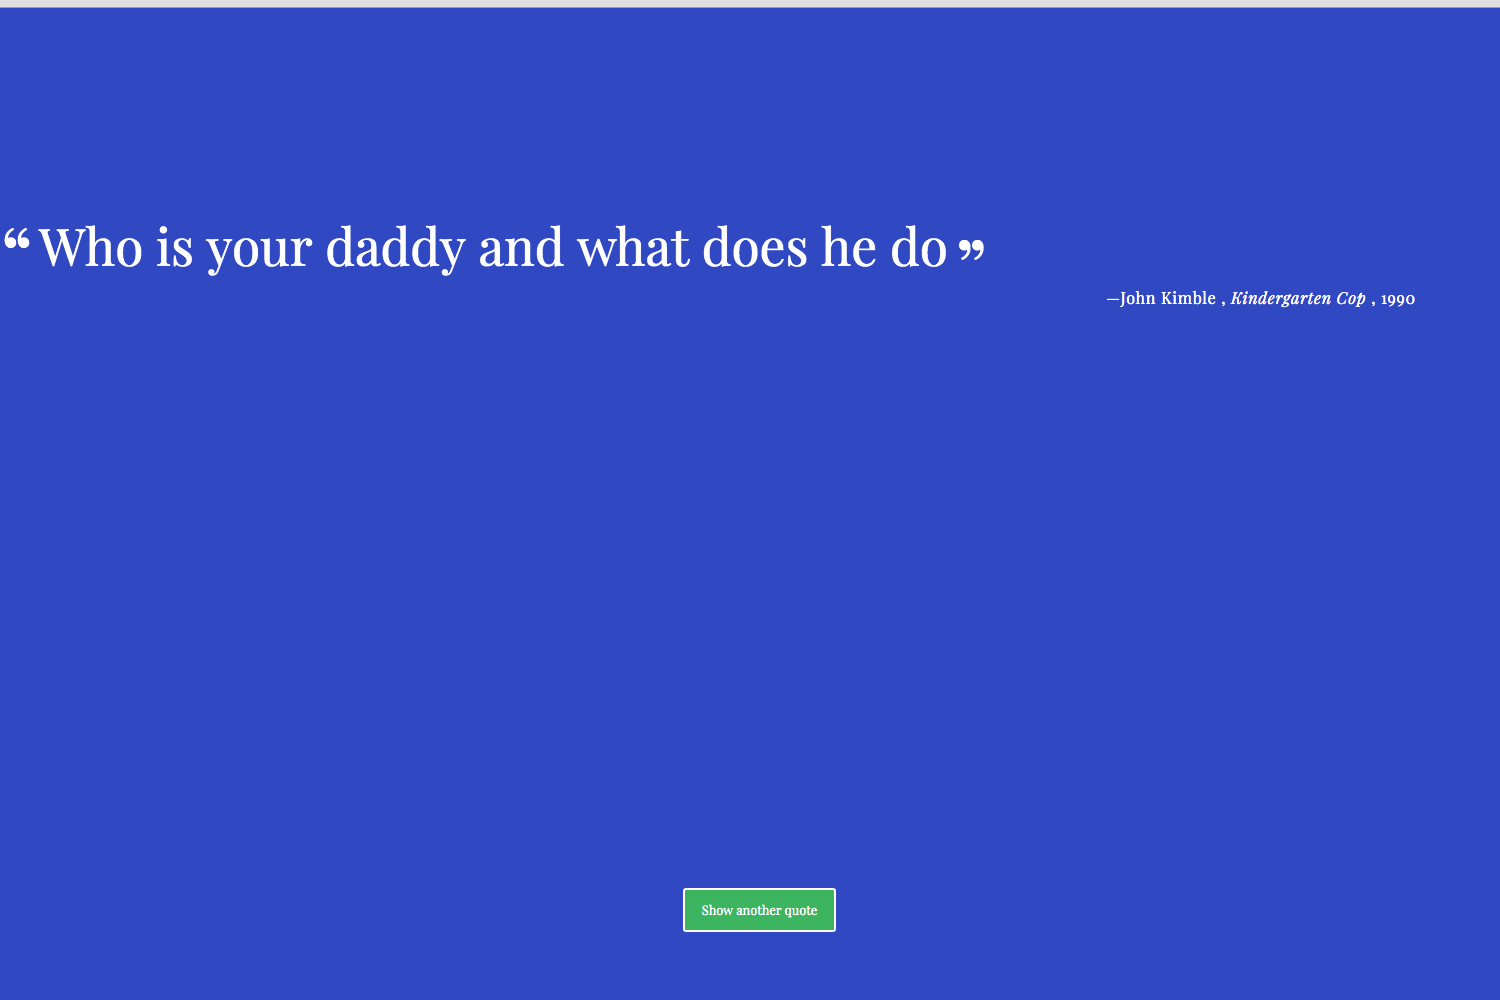 “ Who is your daddy and what does he do ”
—John Kimble , Kindergarten Cop , 1990
Show another quote